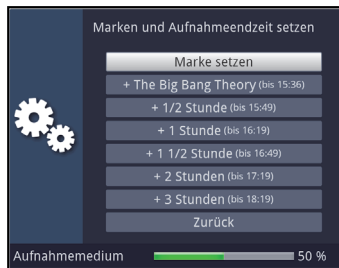 Marken und Aufnahmeendzeit setzen
Marke setzen
+ The Big Bang Theory (bis 15:36)
+ 1/2 Stunde (bis 15:49)
+ 1 Stunde (bis 16:19)
+ 1 1/2 Stunde (bis 16:49)
+ 2 Stunden (bis 17:19)
+ 3 Stunden (bis 18:19)
Zurück
Aufnahmemedium 50 %